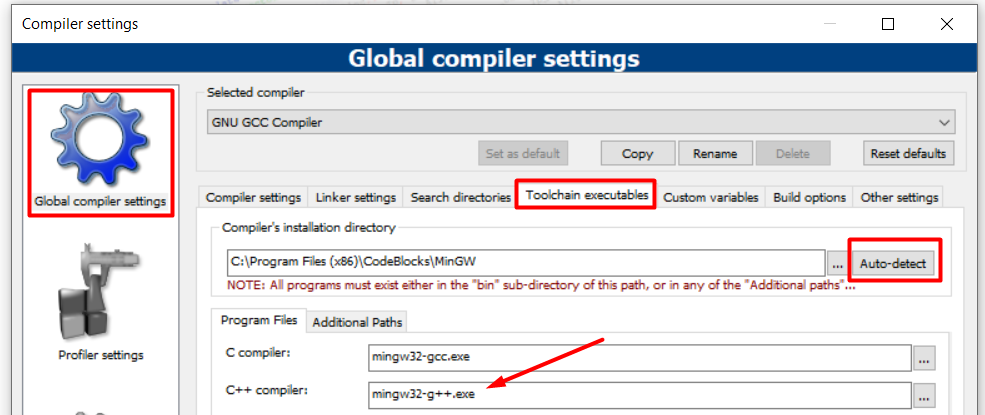 Compiler settings
Global compiler settings
Global compiler settings
Profiler settings
Selected compiler
GNU GCC Compiler
Set as default Copy Rename Delete Reset defaults
Compiler settings Linker settings Search directories Toolchain executables Custom variables Build options Other settings
Compiler's installation directory
C:\Program Files (x86)\CodeBlocks\MinGW ... Auto-detect
NOTE: All programs must exist either in the "bin" sub-directory of this path, or in any of the "Additional paths"...
Program Files Additional Paths
C compiler: mingw32-gcc.exe ...
C++ compiler: mingw32-g++.exe ...